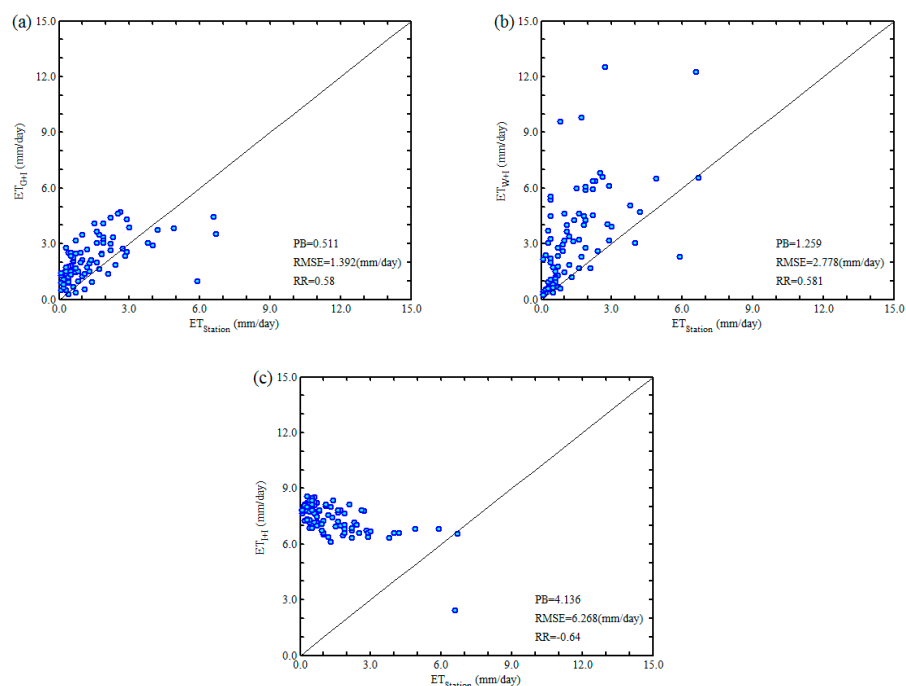 (a)
15.0
12.0
9.0
6.0
3.0
0.0
ET_G+I (mm/day)
PB=0.511
RMSE=1.392(mm/day)
RR=0.58
0.0 3.0 6.0 9.0 12.0 15.0
ET_Station (mm/day)
(b)
15.0
12.0
9.0
6.0
3.0
0.0
ET_W+I (mm/day)
PB=1.259
RMSE=2.778(mm/day)
RR=0.581
0.0 3.0 6.0 9.0 12.0 15.0
ET_Station (mm/day)
(c)
15.0
12.0
9.0
6.0
3.0
0.0
ET_I+I (mm/day)
PB=4.136
RMSE=6.268(mm/day)
RR=-0.64
0.0 3.0 6.0 9.0 12.0 15.0
ET_Station (mm/day)